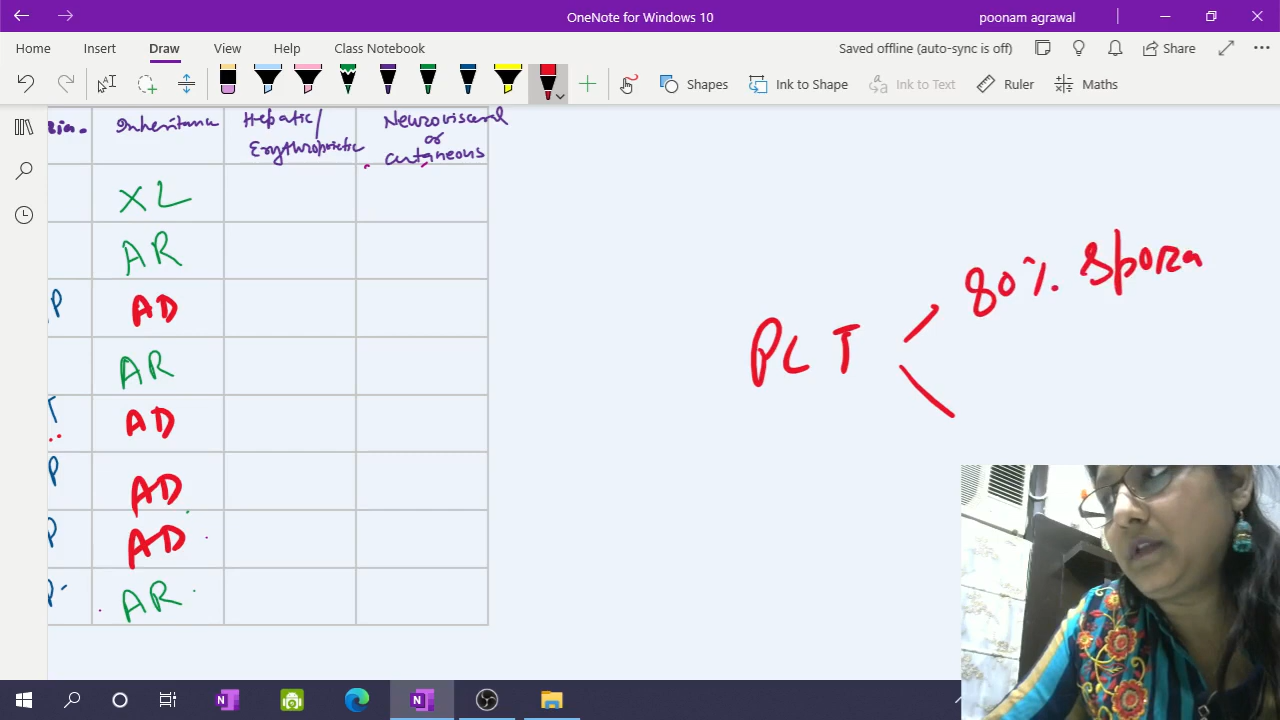 OneNote for Windows 10
poonam agrawal
Home Insert Draw View Help Class Notebook
Saved offline (auto-sync is off) Share
Shapes Ink to Shape Ink to Text Ruler Maths
ria. Inheritance Hepatic/ Erythropoietic Neurovisceral or cutaneous
XL
AR
P AD
AR
T AD
P AD
P AD
P AR
PCT
80% Spora